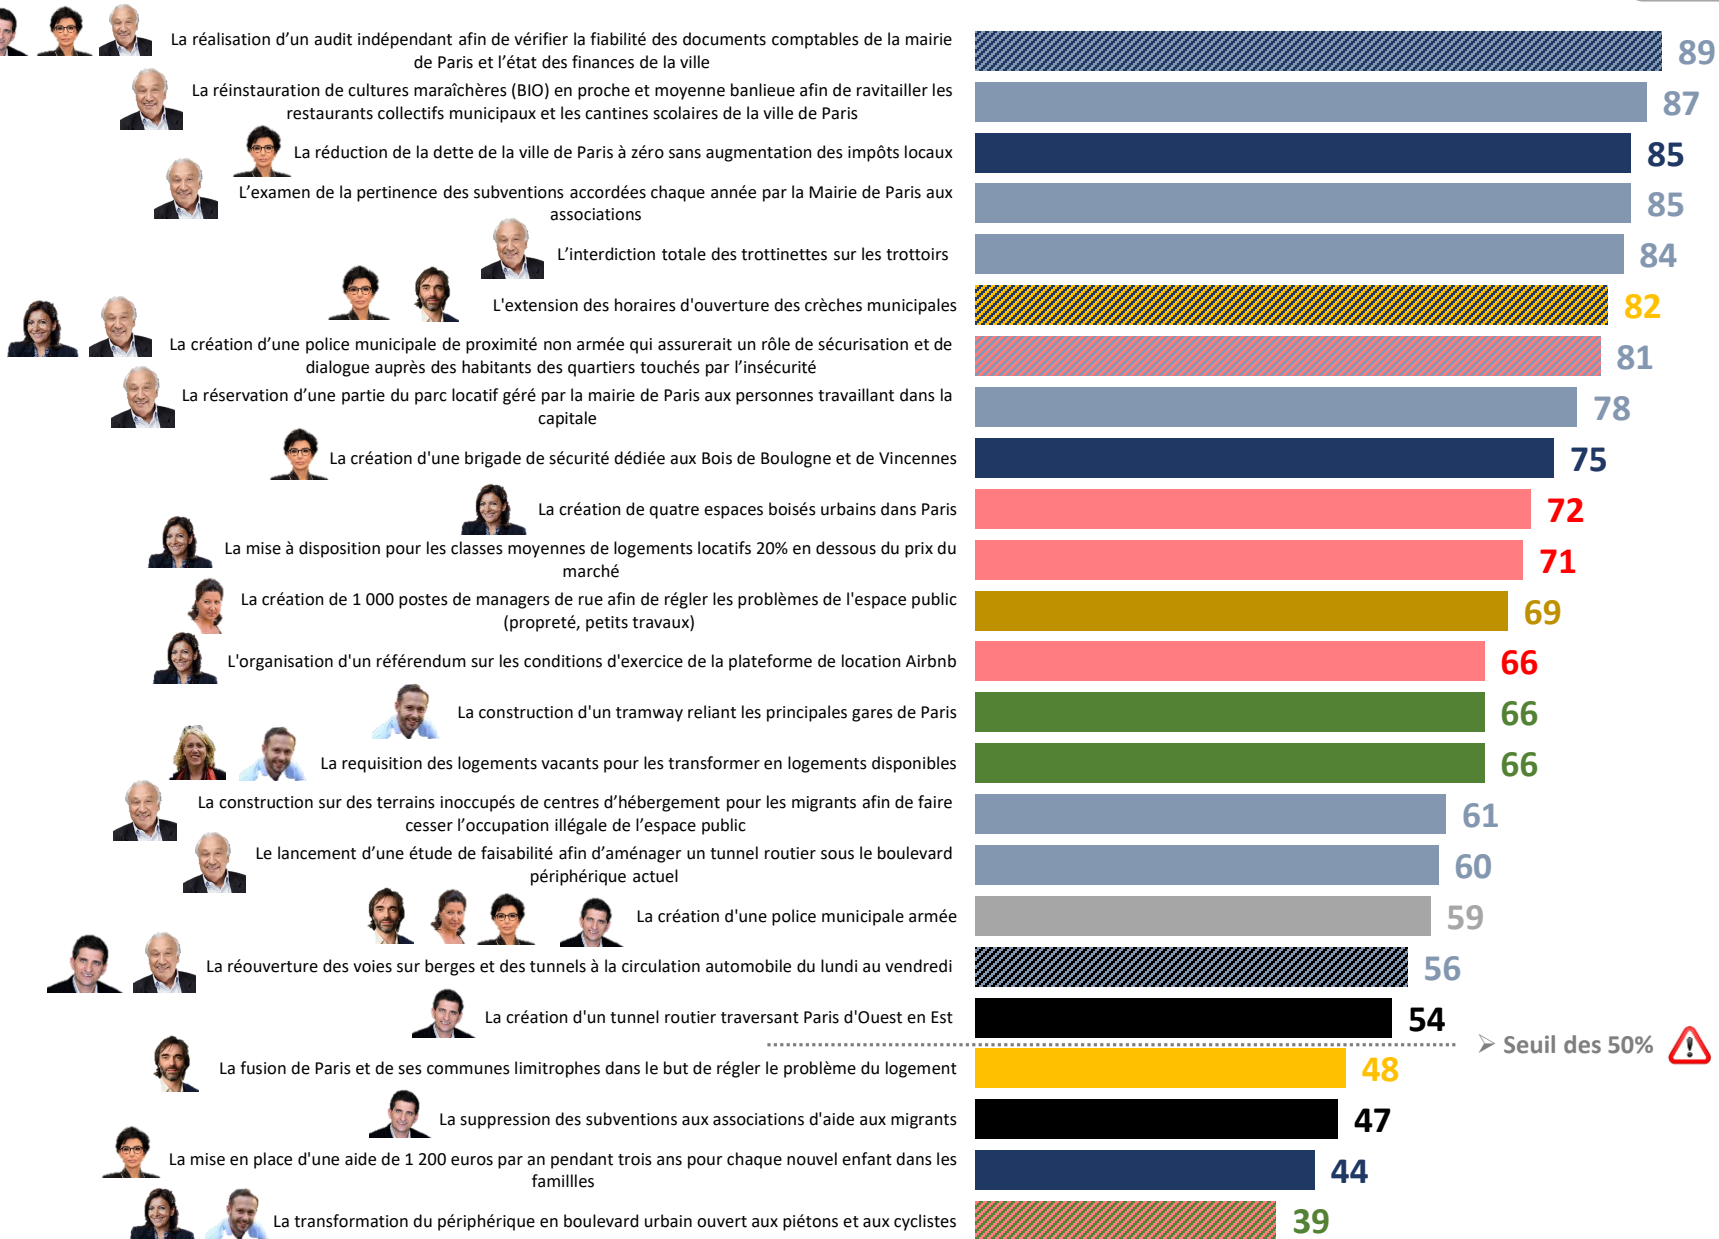 La réalisation d'un audit indépendant afin de vérifier la fiabilité des documents comptables de la mairie
de Paris et l'état des finances de la ville
89
La réinstauration de cultures maraîchères (BIO) en proche et moyenne banlieue afin de ravitailler les
restaurants collectifs municipaux et les cantines scolaires de la ville de Paris
87
La réduction de la dette de la ville de Paris à zéro sans augmentation des impôts locaux
85
L'examen de la pertinence des subventions accordées chaque année par la Mairie de Paris aux
associations
85
L'interdiction totale des trottinettes sur les trottoirs
84
L'extension des horaires d'ouverture des crèches municipales
82
La création d'une police municipale de proximité non armée qui assurerait un rôle de sécurisation et de
dialogue auprès des habitants des quartiers touchés par l'insécurité
81
La réservation d'une partie du parc locatif géré par la mairie de Paris aux personnes travaillant dans la
capitale
78
La création d'une brigade de sécurité dédiée aux Bois de Boulogne et de Vincennes
75
La création de quatre espaces boisés urbains dans Paris
72
La mise à disposition pour les classes moyennes de logements locatifs 20% en dessous du prix du
marché
71
La création de 1 000 postes de managers de rue afin de régler les problèmes de l'espace public
(propreté, petits travaux)
69
L'organisation d'un référendum sur les conditions d'exercice de la plateforme de location Airbnb
66
La construction d'un tramway reliant les principales gares de Paris
66
La requisition des logements vacants pour les transformer en logements disponibles
66
La construction sur des terrains inoccupés de centres d'hébergement pour les migrants afin de faire
cesser l'occupation illégale de l'espace public
61
Le lancement d'une étude de faisabilité afin d'aménager un tunnel routier sous le boulevard
périphérique actuel
60
La création d'une police municipale armée
59
La réouverture des voies sur berges et des tunnels à la circulation automobile du lundi au vendredi
56
La création d'un tunnel routier traversant Paris d'Ouest en Est
54
➢ Seuil des 50%
La fusion de Paris et de ses communes limitrophes dans le but de régler le problème du logement
48
La suppression des subventions aux associations d'aide aux migrants
47
La mise en place d'une aide de 1 200 euros par an pendant trois ans pour chaque nouvel enfant dans les
famillles
44
La transformation du périphérique en boulevard urbain ouvert aux piétons et aux cyclistes
39